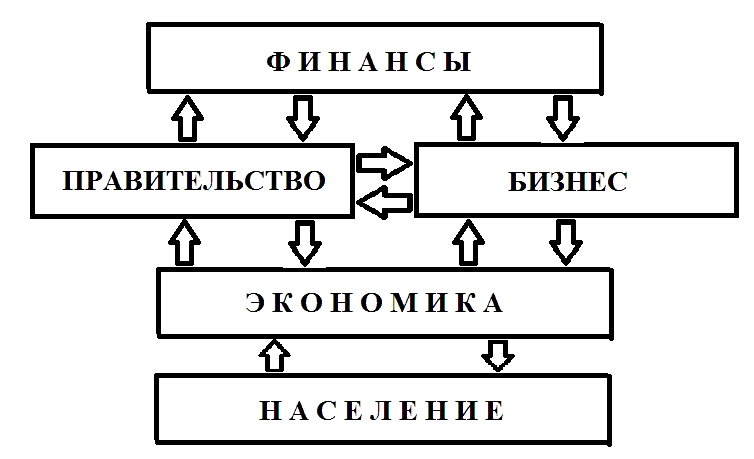 ФИНАНСЫ
ПРАВИТЕЛЬСТВО
БИЗНЕС
ЭКОНОМИКА
НАСЕЛЕНИЕ